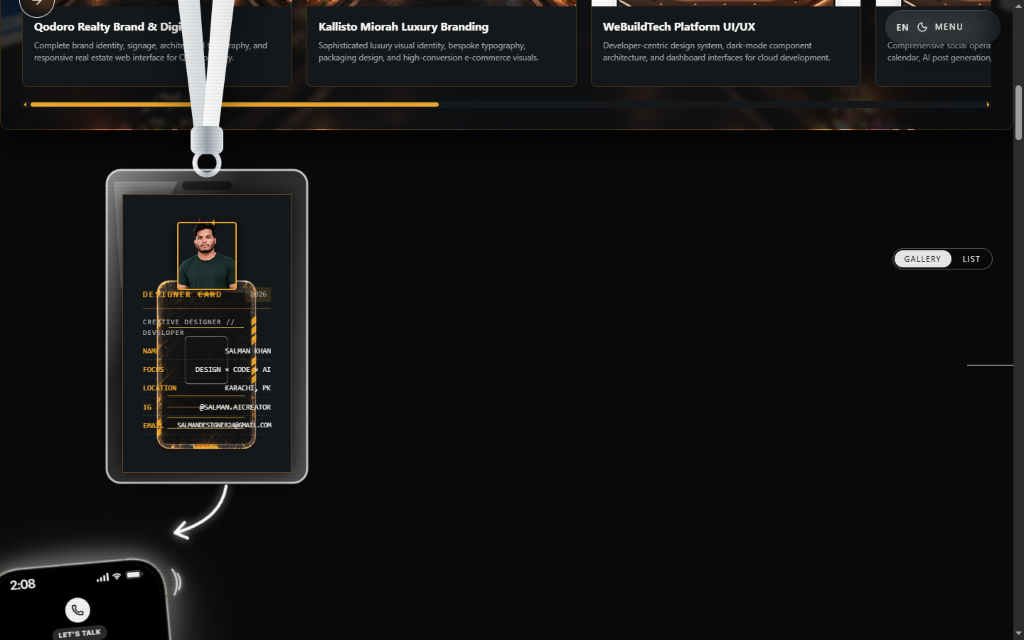 Qodoro Realty Brand & Digi
Complete brand identity, signage, archite
raphy, and
responsive real estate web interface for
Kallisto Miorah Luxury Branding
Sophisticated luxury visual identity, bespoke typography,
packaging design, and high-conversion e-commerce visuals.
WeBuildTech Platform UI/UX
Developer-centric design system, dark-mode component
architecture, and dashboard interfaces for cloud development.
Comprehensive social opera
calendar, AI post generation,
EN MENU
GALLERY LIST
DESIGNER CARD 2026
CREATIVE DESIGNER //
DEVELOPER
NAME SALMAN KHAN
FOCUS DESIGN × CODE × AI
LOCATION KARACHI, PK
IG @SALMAN.AICREATOR
EMAIL SALMANDESIGNER24@GMAIL.COM
2:08
LET'S TALK